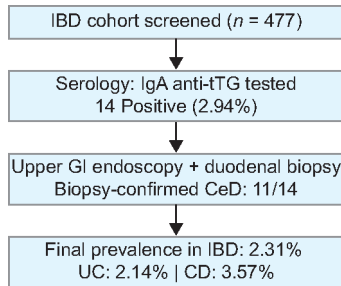 IBD cohort screened (n = 477)
Serology: IgA anti-tTG tested
14 Positive (2.94%)
Upper GI endoscopy + duodenal biopsy
Biopsy-confirmed CeD: 11/14
Final prevalence in IBD: 2.31%
UC: 2.14% | CD: 3.57%